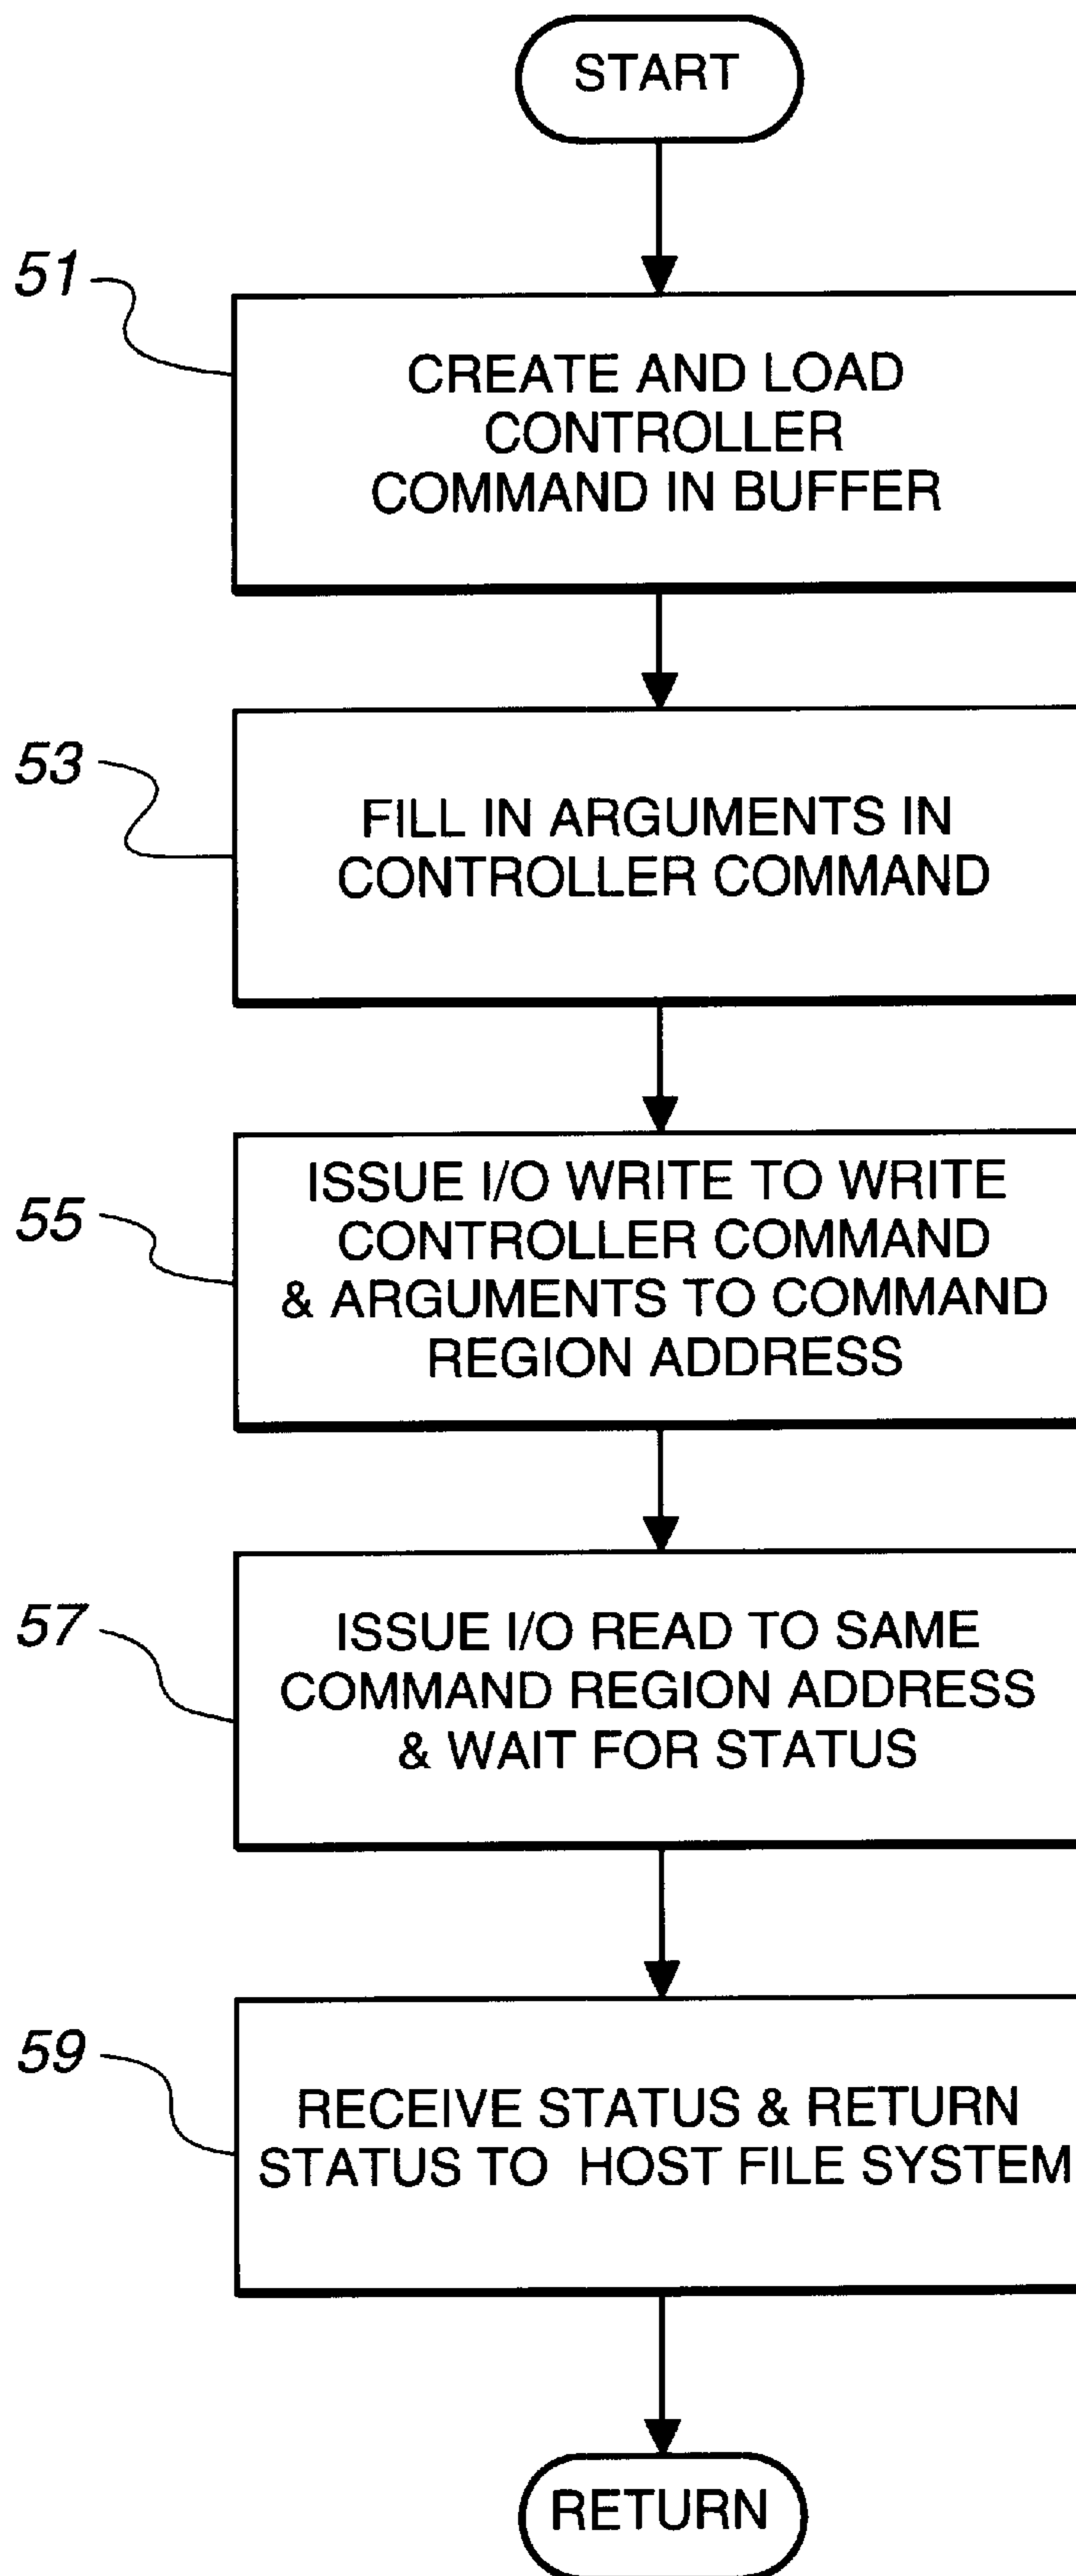 START
51
CREATE AND LOAD
CONTROLLER
COMMAND IN BUFFER
53
FILL IN ARGUMENTS IN
CONTROLLER COMMAND
55
ISSUE I/O WRITE TO WRITE
CONTROLLER COMMAND
& ARGUMENTS TO COMMAND
REGION ADDRESS
57
ISSUE I/O READ TO SAME
COMMAND REGION ADDRESS
& WAIT FOR STATUS
59
RECEIVE STATUS & RETURN
STATUS TO HOST FILE SYSTEM
RETURN